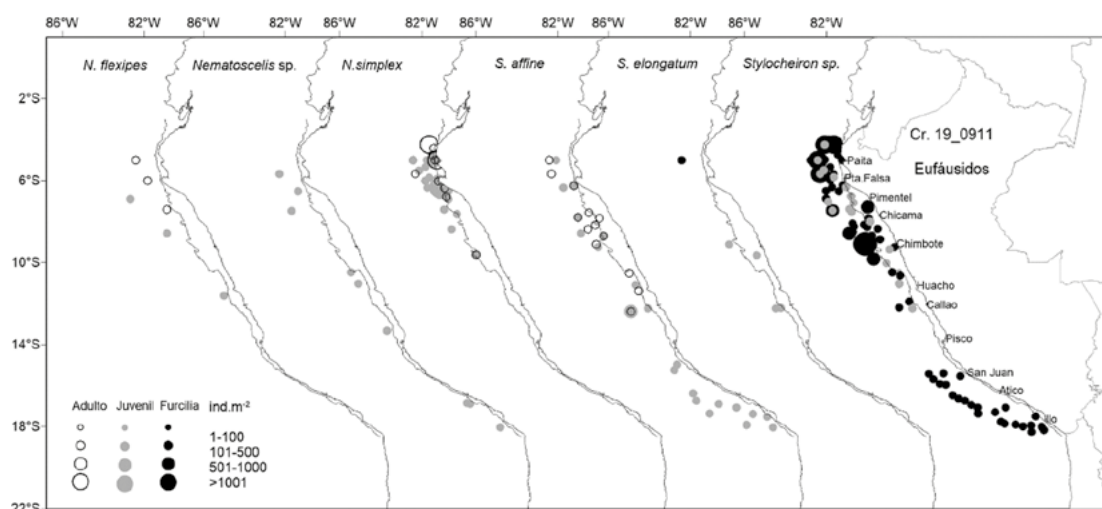 86°W 82°W 86°W 82°W 86°W 82°W 86°W 82°W 86°W 82°W 86°W 82°W
N. flexipes Nematoscelis sp. N.simplex S. affine S. elongatum Stylocheiron sp.
2°S
Cr. 19_0911
Eufáusidos
Paita
6°S
Pta.Falsa
Pimentel
Chicama
Chimbote
10°S
Huacho
Callao
14°S
Pisco
San Juan
Atico
Ilo
18°S
22°S
Adulto Juvenil Furcilia ind.m-2
1-100
101-500
501-1000
>1001